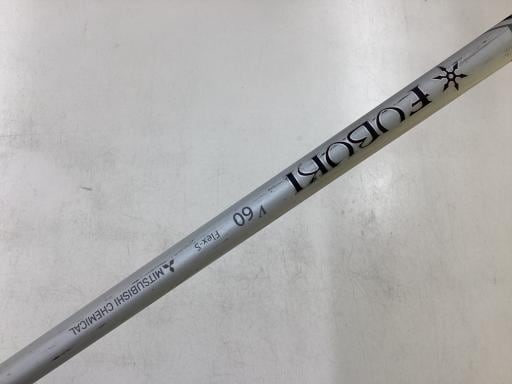 FUBUKI
V 60
Flex-S
MITSUBISHI CHEMICAL